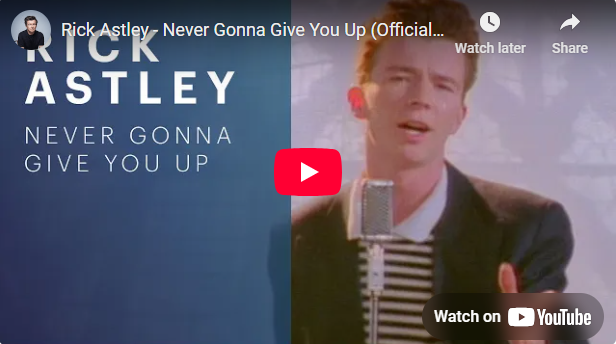 Rick Astley - Never Gonna Give You Up (Official...
Watch later
Share
RICK
ASTLEY
NEVER GONNA
GIVE YOU UP
Watch on YouTube